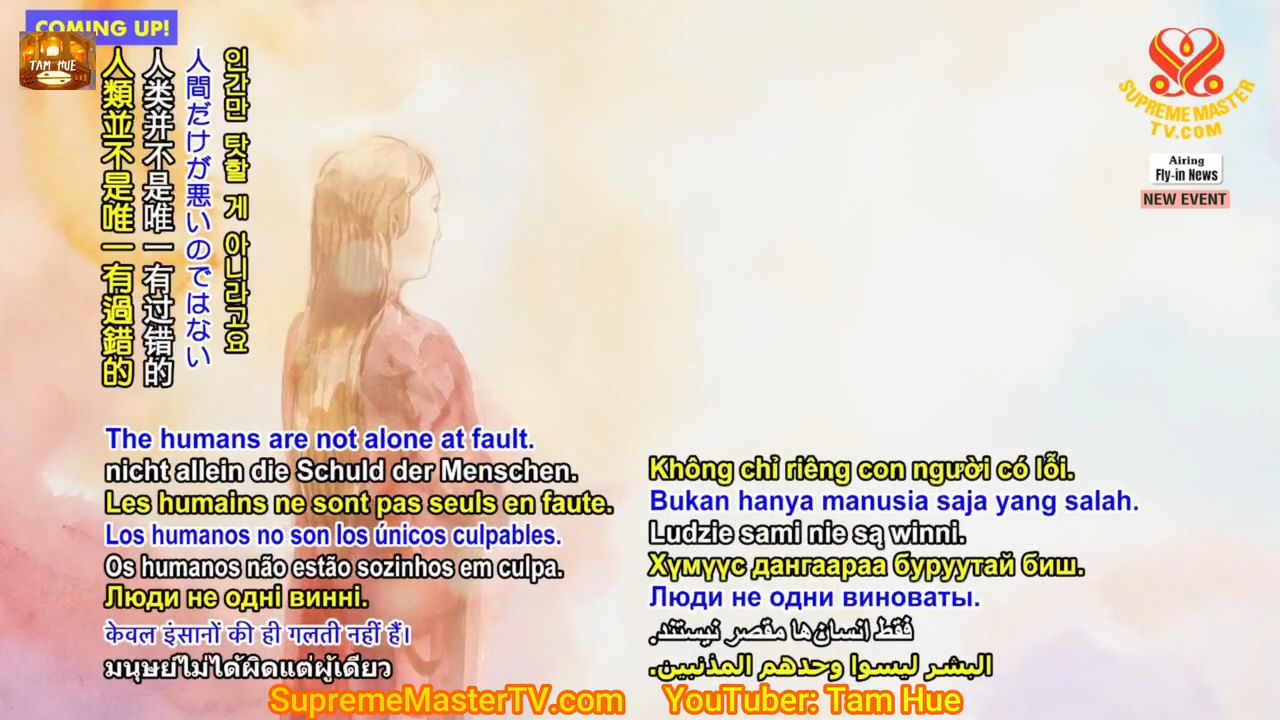 COMING UP!
TAM HUE
人類並不是唯一有過錯的
人类并不是唯一有过错的
人間だけが悪いのではない
인간만 탓할 게 아니라고요
SUPREME MASTER
TV.COM
Airing
Fly-in News
NEW EVENT
The humans are not alone at fault.
nicht allein die Schuld der Menschen.
Les humains ne sont pas seuls en faute.
Los humanos no son los únicos culpables.
Os humanos não estão sozinhos em culpa.
Люди не одні винні.
केवल इंसानों की ही गलती नहीं हैं।
มนุษย์ไม่ได้ผิดแต่ผู้เดียว
Không chỉ riêng con người có lỗi.
Bukan hanya manusia saja yang salah.
Ludzie sami nie są winni.
Хүмүүс дангаараа буруутай биш.
Люди не одни виноваты.
فقط انسان‌ها مقصر نیستند.
البشر ليسوا وحدهم المذنبين.
SupremeMasterTV.com YouTuber: Tam Hue